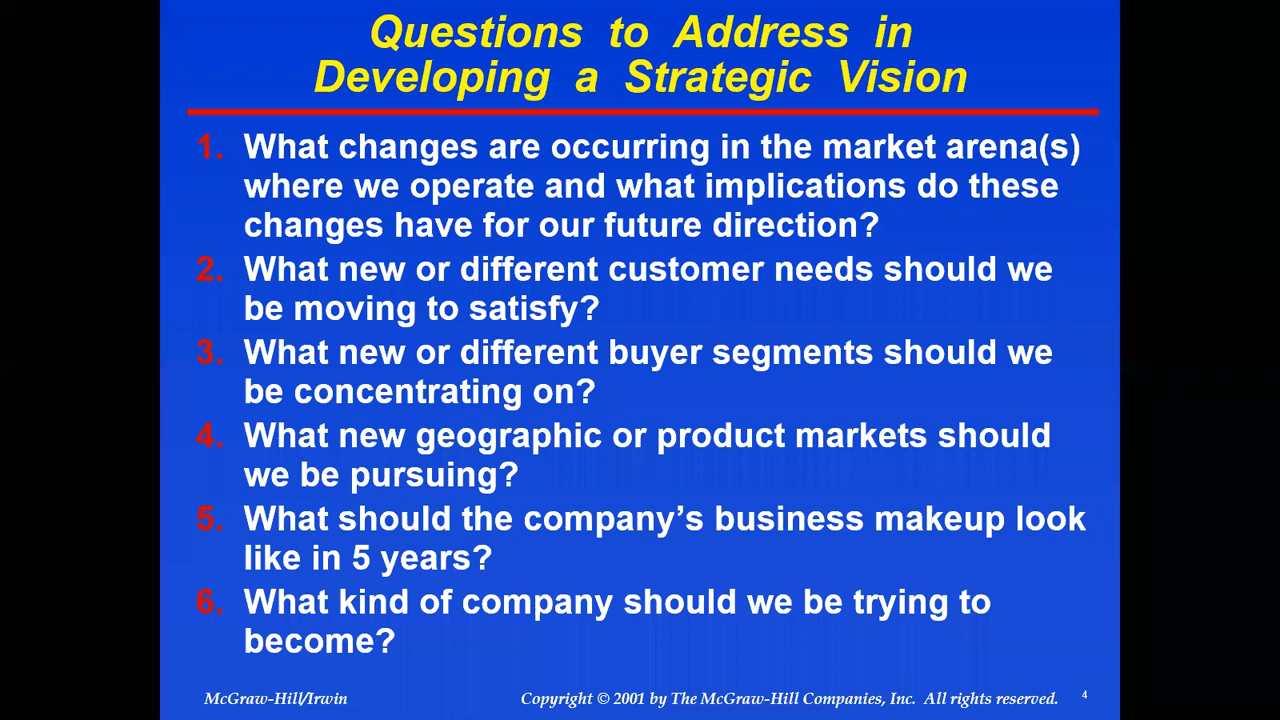 Questions to Address in
Developing a Strategic Vision
1. What changes are occurring in the market arena(s)
where we operate and what implications do these
changes have for our future direction?
2. What new or different customer needs should we
be moving to satisfy?
3. What new or different buyer segments should we
be concentrating on?
4. What new geographic or product markets should
we be pursuing?
5. What should the company’s business makeup look
like in 5 years?
6. What kind of company should we be trying to
become?
McGraw-Hill/Irwin Copyright © 2001 by The McGraw-Hill Companies, Inc. All rights reserved. 4